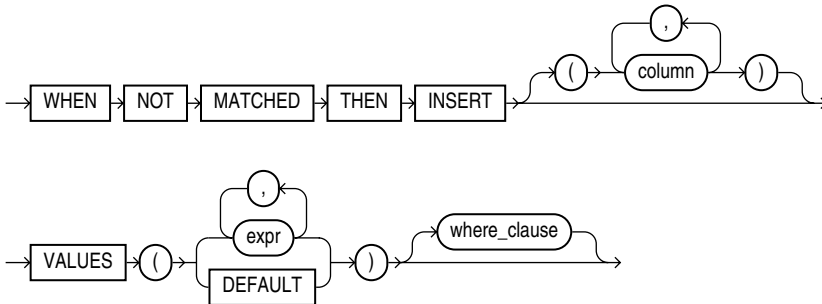 ,
WHEN NOT MATCHED THEN INSERT ( column )
,
VALUES ( expr ) where_clause
DEFAULT